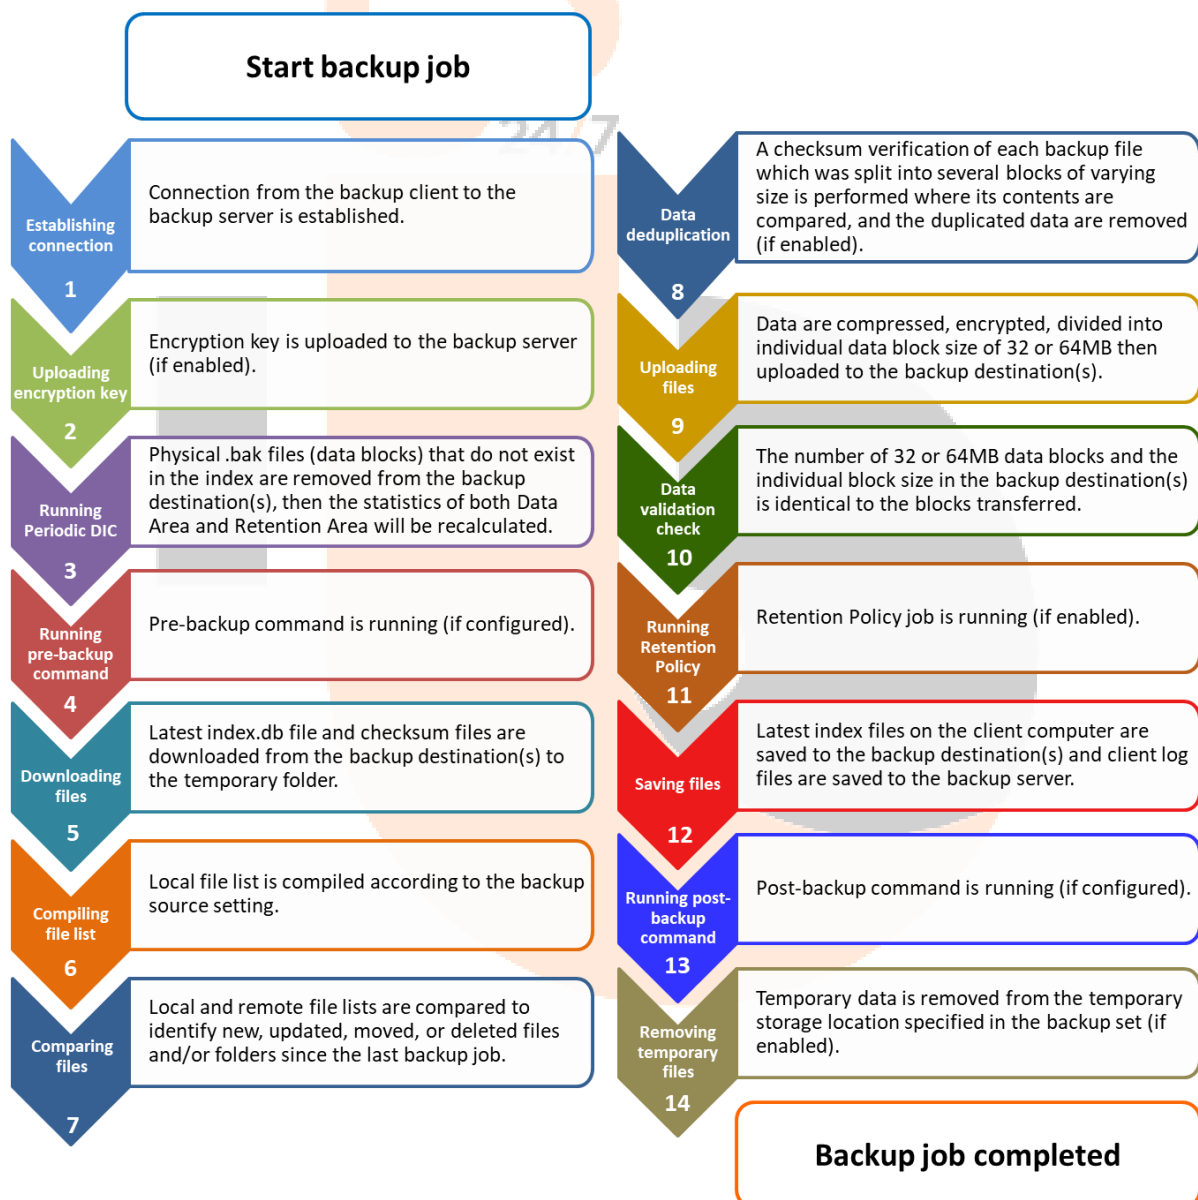 Start backup job
24/7
Establishing
connection
1
Connection from the backup client to the
backup server is established.
Uploading
encryption key
2
Encryption key is uploaded to the backup server
(if enabled).
Running
Periodic DIC
3
Physical .bak files (data blocks) that do not exist
in the index are removed from the backup
destination(s), then the statistics of both Data
Area and Retention Area will be recalculated.
Running
pre-backup
command
4
Pre-backup command is running (if configured).
Downloading
files
5
Latest index.db file and checksum files are
downloaded from the backup destination(s) to
the temporary folder.
Compiling
file list
6
Local file list is compiled according to the backup
source setting.
Comparing
files
7
Local and remote file lists are compared to
identify new, updated, moved, or deleted files
and/or folders since the last backup job.
Data
deduplication
8
A checksum verification of each backup file
which was split into several blocks of varying
size is performed where its contents are
compared, and the duplicated data are removed
(if enabled).
Uploading
files
9
Data are compressed, encrypted, divided into
individual data block size of 32 or 64MB then
uploaded to the backup destination(s).
Data
validation
check
10
The number of 32 or 64MB data blocks and the
individual block size in the backup destination(s)
is identical to the blocks transferred.
Running
Retention
Policy
11
Retention Policy job is running (if enabled).
Saving files
12
Latest index files on the client computer are
saved to the backup destination(s) and client log
files are saved to the backup server.
Running post-
backup
command
13
Post-backup command is running (if configured).
Removing
temporary
files
14
Temporary data is removed from the temporary
storage location specified in the backup set (if
enabled).
Backup job completed